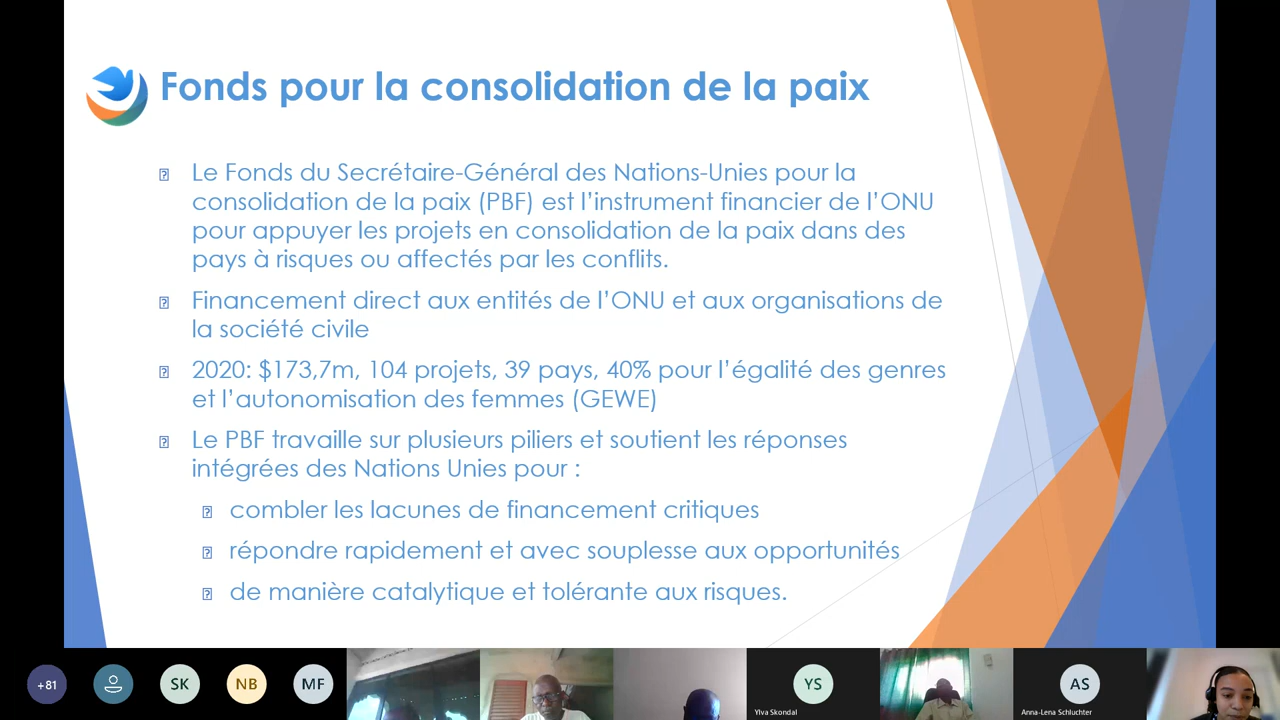 Fonds pour la consolidation de la paix
Le Fonds du Secrétaire-Général des Nations-Unies pour la
consolidation de la paix (PBF) est l’instrument financier de l’ONU
pour appuyer les projets en consolidation de la paix dans des
pays à risques ou affectés par les conflits.
Financement direct aux entités de l’ONU et aux organisations de
la société civile
2020: $173,7m, 104 projets, 39 pays, 40% pour l’égalité des genres
et l’autonomisation des femmes (GEWE)
Le PBF travaille sur plusieurs piliers et soutient les réponses
intégrées des Nations Unies pour :
combler les lacunes de financement critiques
répondre rapidement et avec souplesse aux opportunités
de manière catalytique et tolérante aux risques.
+81
SK
NB
MF
YS
Ylva Skondal
AS
Anna-Lena Schluchter